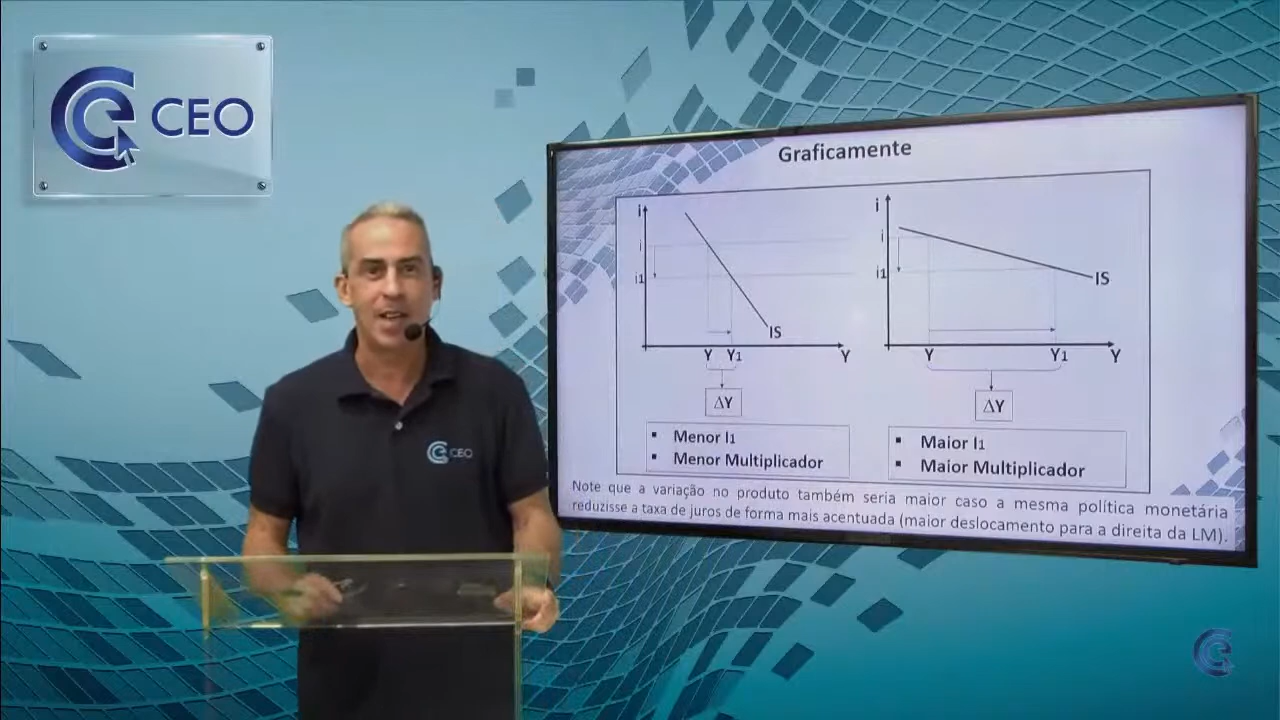 CEO
Graficamente
i
i
i
i
i1
i1
IS
IS
Y Y1 Y
Y Y1 Y
ΔY
ΔY
CEO
▪ Menor I1
▪ Menor Multiplicador
▪ Maior I1
▪ Maior Multiplicador
Note que a variação no produto também seria maior caso a mesma política monetária
reduzisse a taxa de juros de forma mais acentuada (maior deslocamento para a direita da LM).